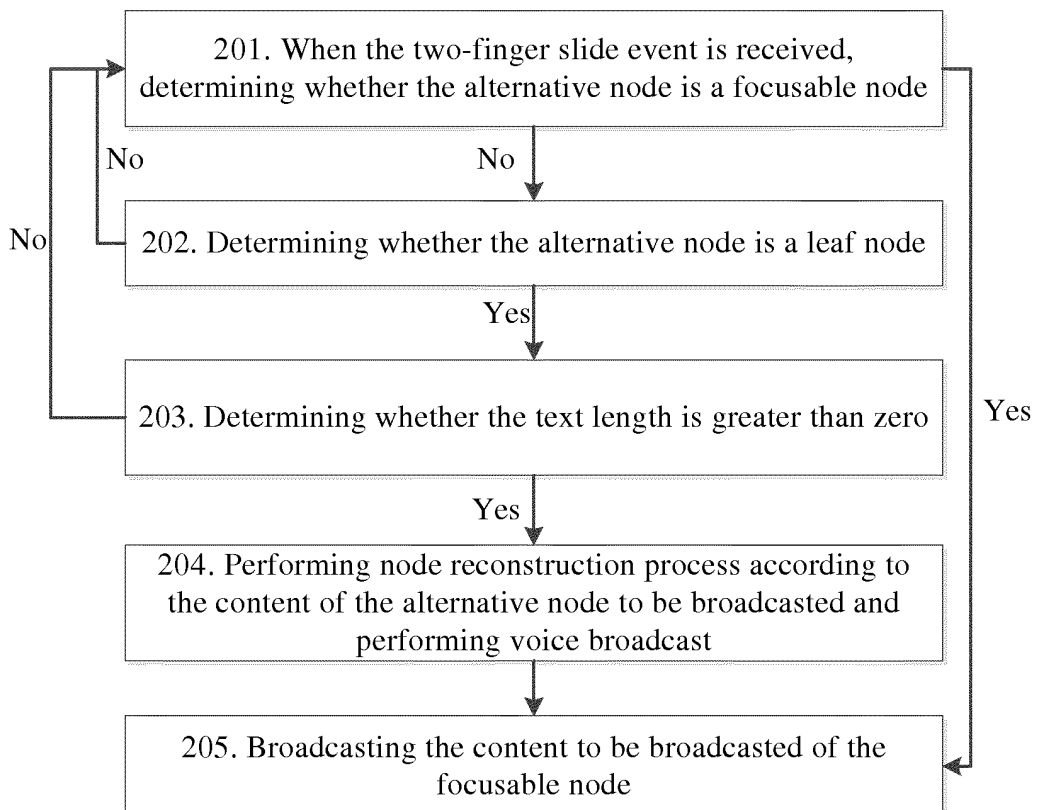 201. When the two-finger slide event is received,
determining whether the alternative node is a focusable node
No
No
202. Determining whether the alternative node is a leaf node
No
Yes
203. Determining whether the text length is greater than zero
Yes
Yes
204. Performing node reconstruction process according to
the content of the alternative node to be broadcasted and
performing voice broadcast
205. Broadcasting the content to be broadcasted of the
focusable node